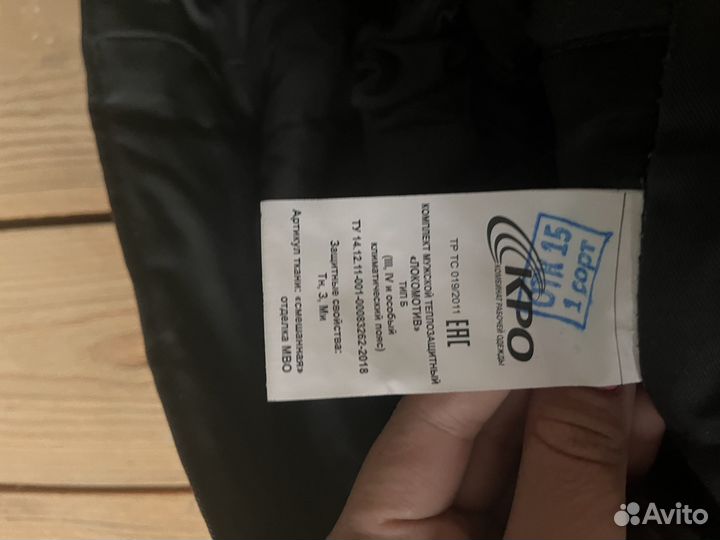 ОТК 15
1 сорт
КРО
КОМБИНАТ РАБОЧЕЙ ОДЕЖДЫ
ТР ТС 019/2011 ЕАС
КОМПЛЕКТ МУЖСКОЙ ТЕПЛОЗАЩИТНЫЙ
«ЛОКОМОТИВ»
ТИП Б
(III, IV и особый
климатический пояс)
ТУ 14.12.11-001-00083262-2018
Защитные свойства:
Тн, З, Ми
Артикул ткани: «смешанная»
отделка МВО
Avito